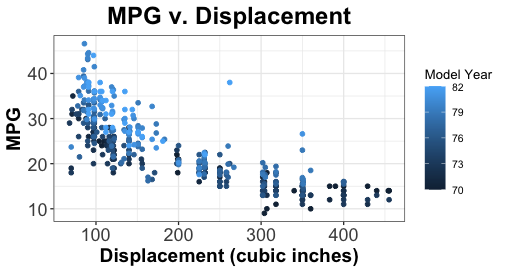 MPG v. Displacement
MPG
40
30
20
10
100 200 300 400
Displacement (cubic inches)
Model Year
82
79
76
73
70